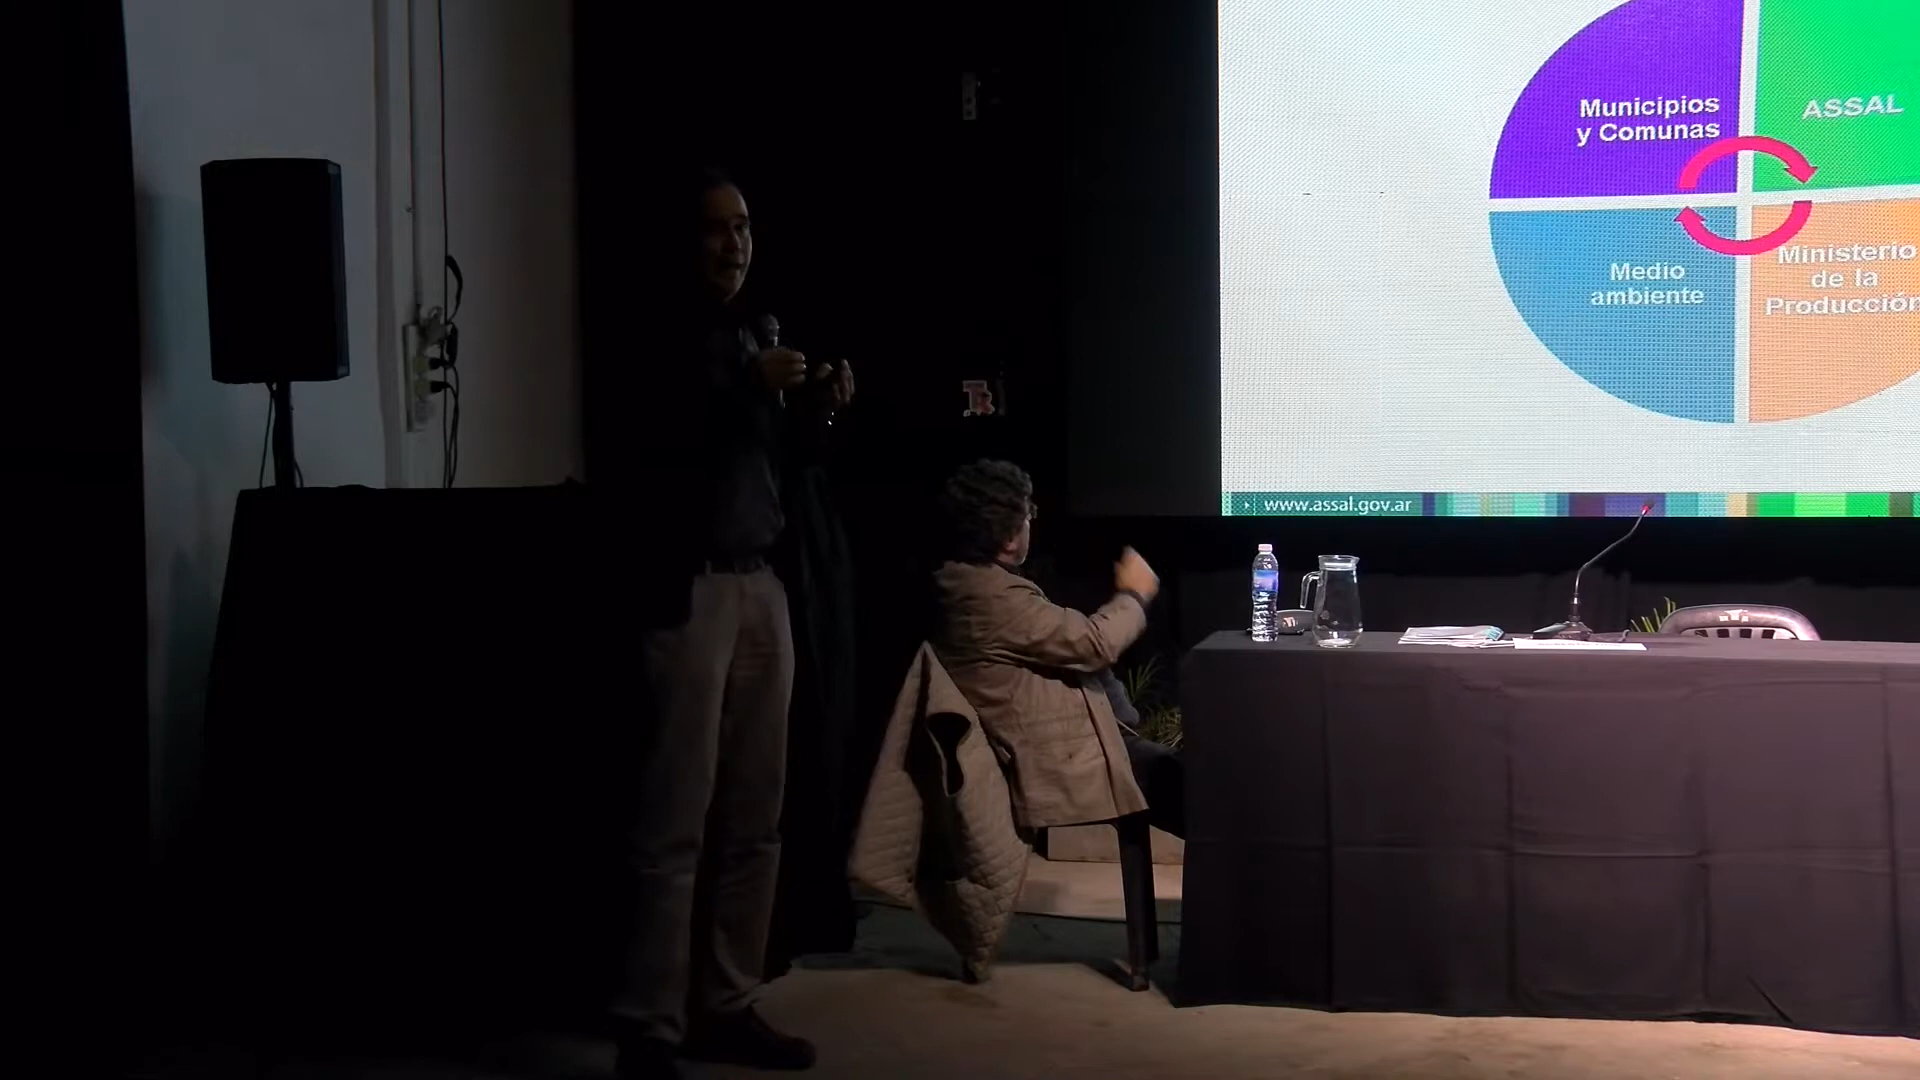 Municipios
y Comunas
ASSAL
Medio
ambiente
Ministerio
de la
Producción
www.assal.gov.ar